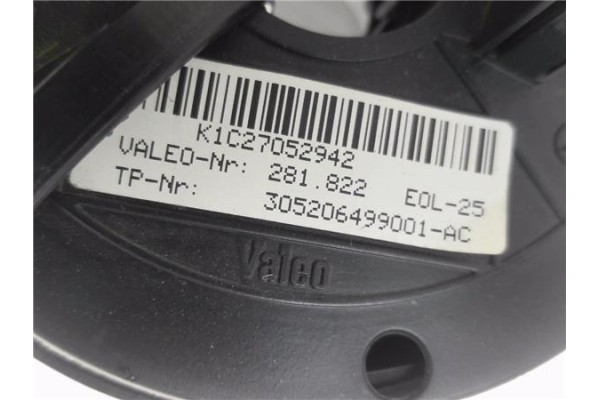 K1C27052942
VALEO-Nr: 281.822 EOL-25
TP-Nr: 305206499001-AC
Valeo